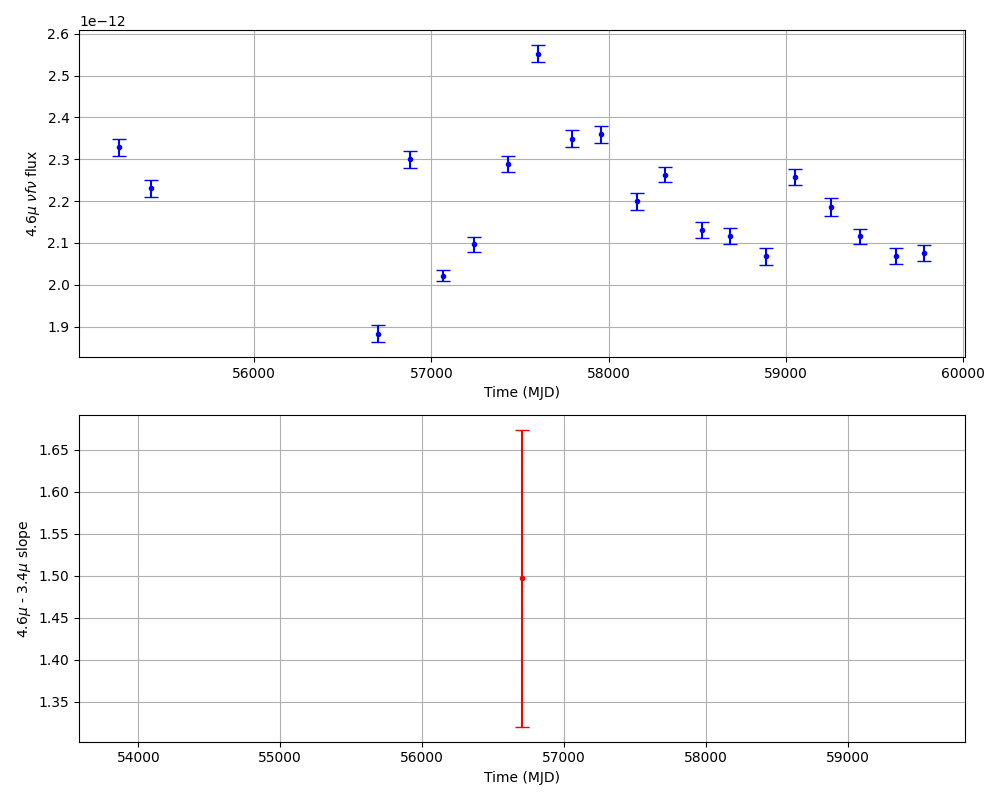 1e−12
2.6
2.5
2.4
2.3
2.2
2.1
2.0
1.9
4.6μ νfν flux
56000 57000 58000 59000 60000
Time (MJD)
1.65
1.60
1.55
1.50
1.45
1.40
1.35
4.6μ - 3.4μ slope
54000 55000 56000 57000 58000 59000
Time (MJD)